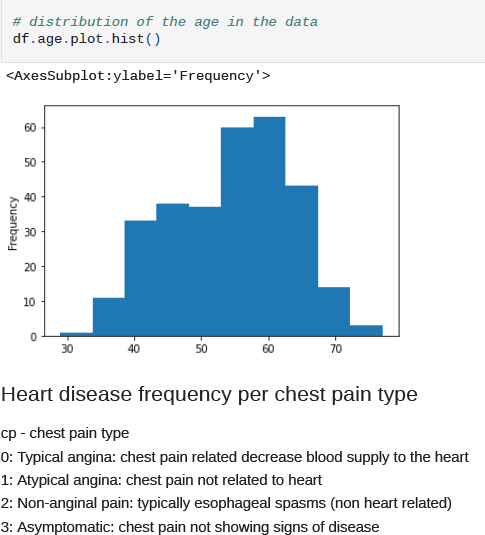 # distribution of the age in the data
df.age.plot.hist()
<AxesSubplot:ylabel='Frequency'>
60
50
40
30
20
10
0
Frequency
30 40 50 60 70
Heart disease frequency per chest pain type
cp - chest pain type
0: Typical angina: chest pain related decrease blood supply to the heart
1: Atypical angina: chest pain not related to heart
2: Non-anginal pain: typically esophageal spasms (non heart related)
3: Asymptomatic: chest pain not showing signs of disease